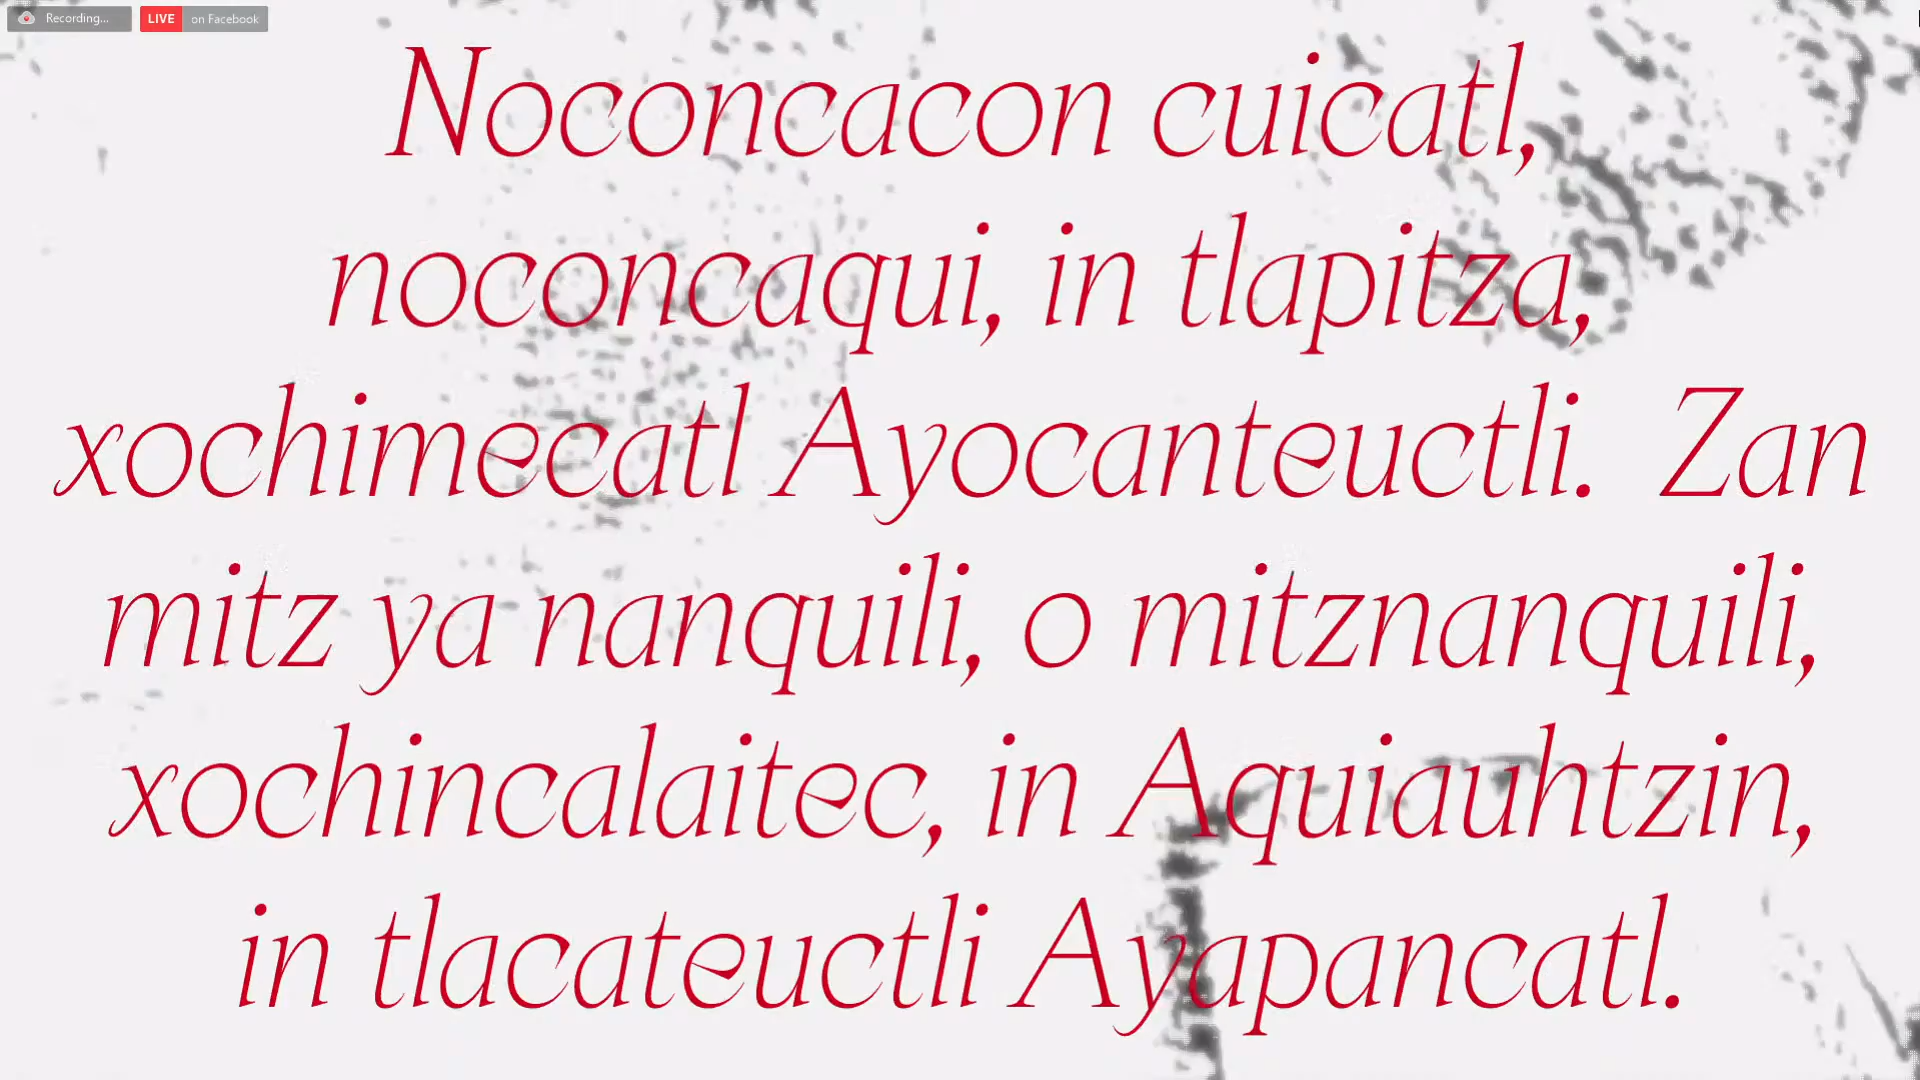 Recording...
LIVE on Facebook
Noconcacon cuicatl,
noconcaqui, in tlapitza,
xochimecatl Ayocanteuctli. Zan
mitz ya nanquili, o mitznanquili,
xochincalaitec, in Aquiauhtzin,
in tlacateuctli Ayapancatl.